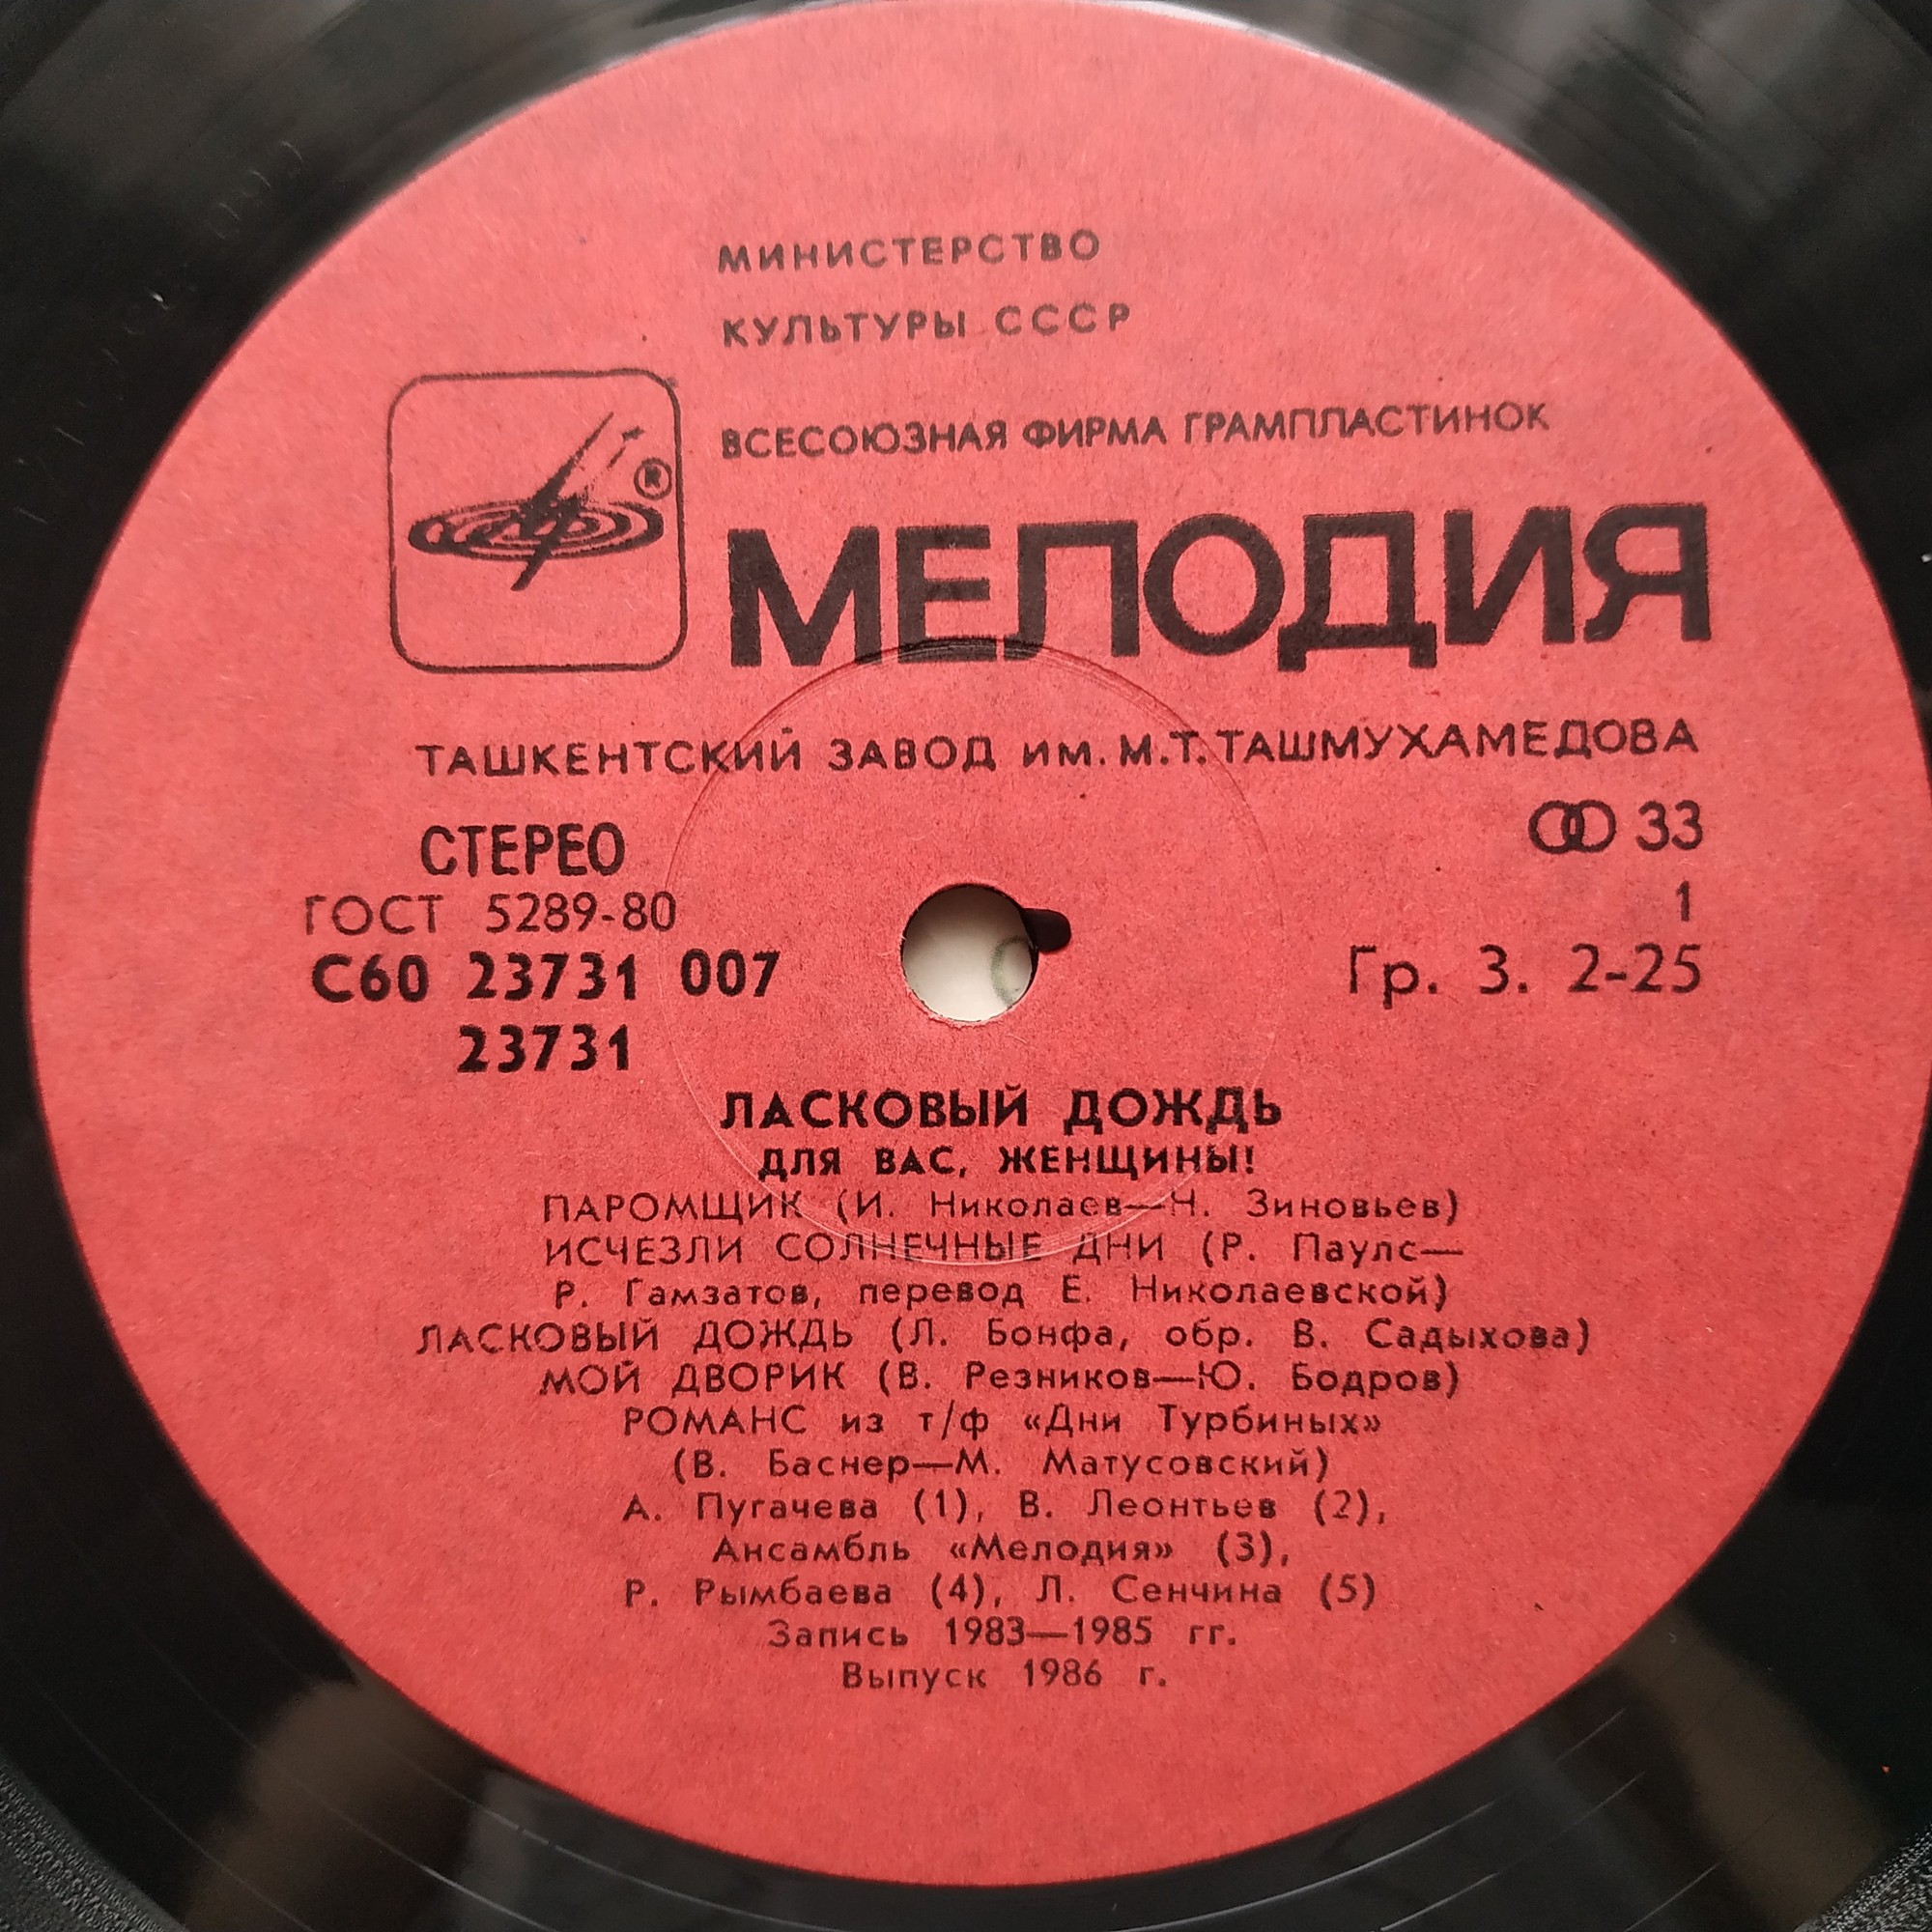 МИНИСТЕРСТВО
КУЛЬТУРЫ СССР
ВСЕСОЮЗНАЯ ФИРМА ГРАМПЛАСТИНОК
®
МЕЛОДИЯ
ТАШКЕНТСКИЙ ЗАВОД ИМ. М.Т. ТАШМУХАМЕДОВА
СТЕРЕО 33
ГОСТ 5289-80 1
С60 23731 007 Гр. 3. 2-25
23731
ЛАСКОВЫЙ ДОЖДЬ
ДЛЯ ВАС, ЖЕНЩИНЫ!
ПАРОМЩИК (И. Николаев—Н. Зиновьев)
ИСЧЕЗЛИ СОЛНЕЧНЫЕ ДНИ (Р. Паулс—
Р. Гамзатов, перевод Е. Николаевской)
ЛАСКОВЫЙ ДОЖДЬ (Л. Бонфа, обр. В. Садыхова)
МОЙ ДВОРИК (В. Резников—Ю. Бодров)
РОМАНС из т/ф «Дни Турбиных»
(В. Баснер—М. Матусовский)
А. Пугачева (1), В. Леонтьев (2),
Ансамбль «Мелодия» (3),
Р. Рымбаева (4), Л. Сенчина (5)
Запись 1983—1985 гг.
Выпуск 1986 г.